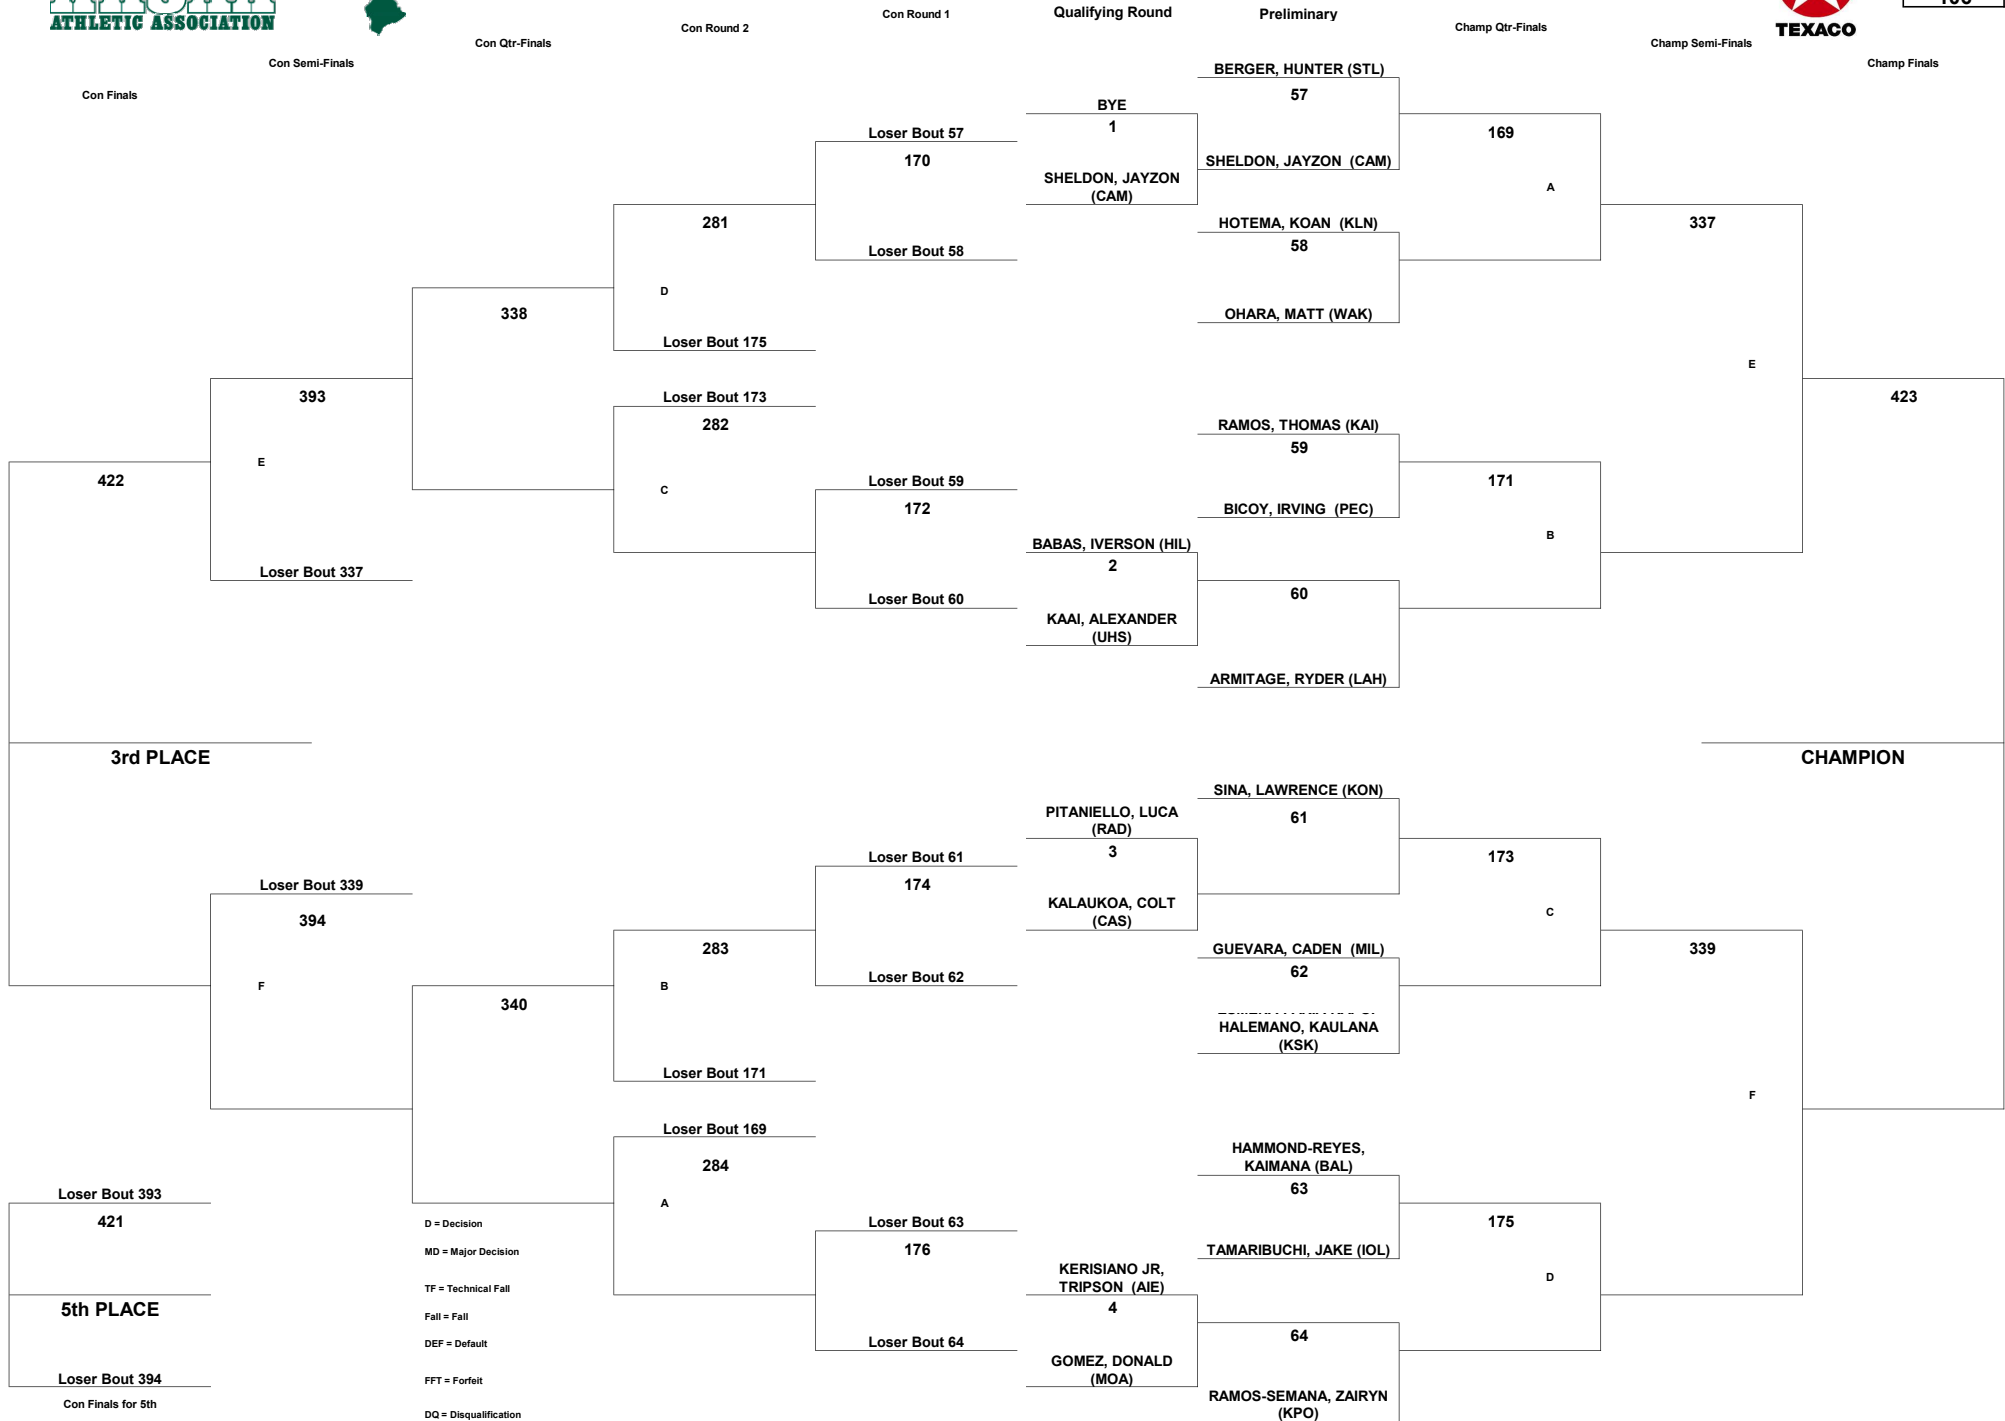 ATHLETIC ASSOCIATION
TEXACO
Con Finals
Con Semi-Finals
Con Qtr-Finals
Con Round 2
Con Round 1
Qualifying Round
Preliminary
Champ Qtr-Finals
Champ Semi-Finals
Champ Finals
BERGER, HUNTER (STL)
57
BYE
1
Loser Bout 57
169
170
SHELDON, JAYZON (CAM)
SHELDON, JAYZON
(CAM)
A
281
HOTEMA, KOAN (KLN)
337
58
Loser Bout 58
D
338
OHARA, MATT (WAK)
Loser Bout 175
E
393
Loser Bout 173
423
282
RAMOS, THOMAS (KAI)
59
E
422
Loser Bout 59
171
C
172
BICOY, IRVING (PEC)
B
BABAS, IVERSON (HIL)
2
Loser Bout 337
60
Loser Bout 60
KAAI, ALEXANDER
(UHS)
ARMITAGE, RYDER (LAH)
3rd PLACE
CHAMPION
SINA, LAWRENCE (KON)
61
PITANIELLO, LUCA
(RAD)
3
Loser Bout 61
173
Loser Bout 339
174
KALAUKOA, COLT
(CAS)
C
394
283
GUEVARA, CADEN (MIL)
339
62
Loser Bout 62
F
B
340
HALEMANO, KAULANA
(KSK)
Loser Bout 171
F
Loser Bout 169
284
HAMMOND-REYES,
KAIMANA (BAL)
63
Loser Bout 393
A
421
D = Decision
Loser Bout 63
175
MD = Major Decision
176
TAMARIBUCHI, JAKE (IOL)
KERISIANO JR,
TRIPSON (AIE)
D
TF = Technical Fall
4
5th PLACE
Fall = Fall
64
DEF = Default
Loser Bout 64
GOMEZ, DONALD
(MOA)
Loser Bout 394
FFT = Forfeit
RAMOS-SEMANA, ZAIRYN
(KPO)
Con Finals for 5th
DQ = Disqualification